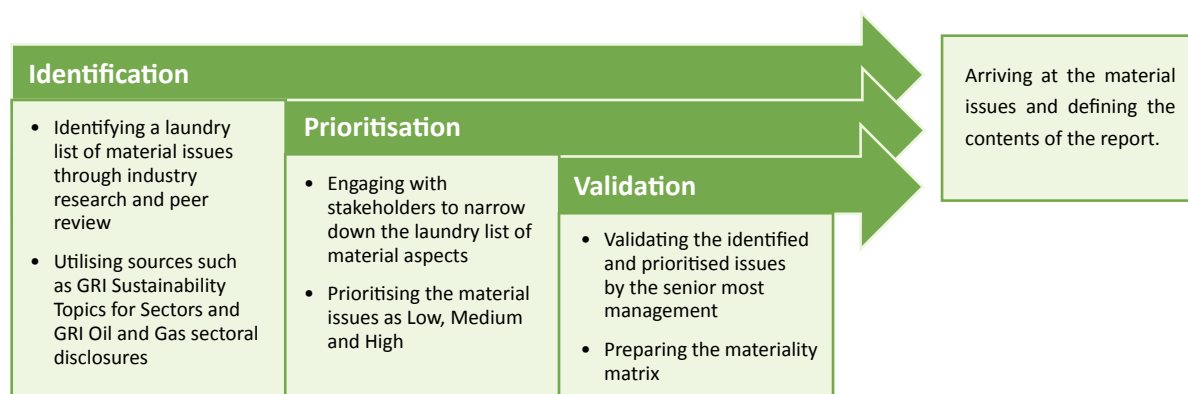 Identification
• Identifying a laundry
list of material issues
through industry
research and peer
review
• Utilising sources such
as GRI Sustainability
Topics for Sectors and
GRI Oil and Gas sectoral
disclosures
Prioritisation
• Engaging with
stakeholders to narrow
down the laundry list of
material aspects
• Prioritising the material
issues as Low, Medium
and High
Validation
• Validating the identified
and prioritised issues
by the senior most
management
• Preparing the materiality
matrix
Arriving at the material
issues and defining the
contents of the report.